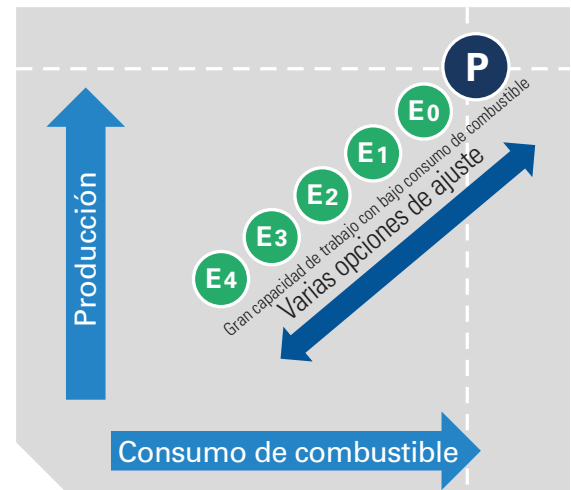 P
E0
E1
E2
E3
E4
Gran capacidad de trabajo con bajo consumo de combustible
Varias opciones de ajuste
Producción
Consumo de combustible